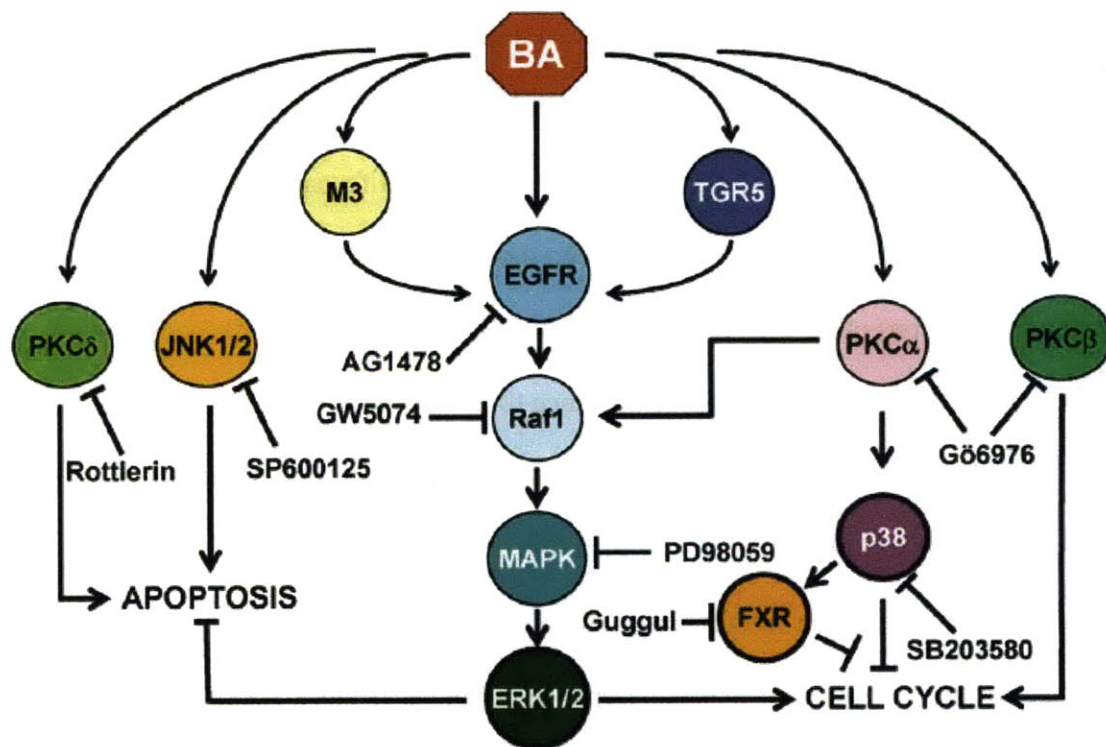 BA
M3
TGR5
EGFR
PKCδ
JNK1/2
PKCα
PKCβ
AG1478
GW5074
Raf1
Rottlerin
SP600125
Gö6976
MAPK
PD98059
p38
APOPTOSIS
Guggul
FXR
SB203580
ERK1/2
CELL CYCLE